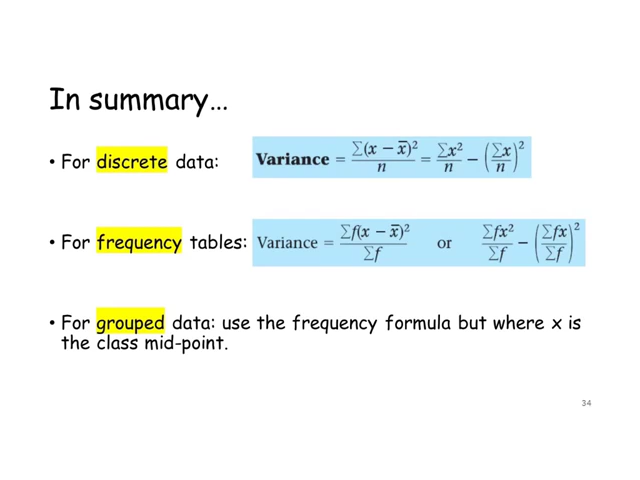 In summary…
• For discrete data: Variance = Σ(x − x̄)²/n = Σx²/n − (Σx/n)²
• For frequency tables: Variance = Σf(x − x̄)²/Σf or Σfx²/Σf − (Σfx/Σf)²
• For grouped data: use the frequency formula but where x is
the class mid-point.
34